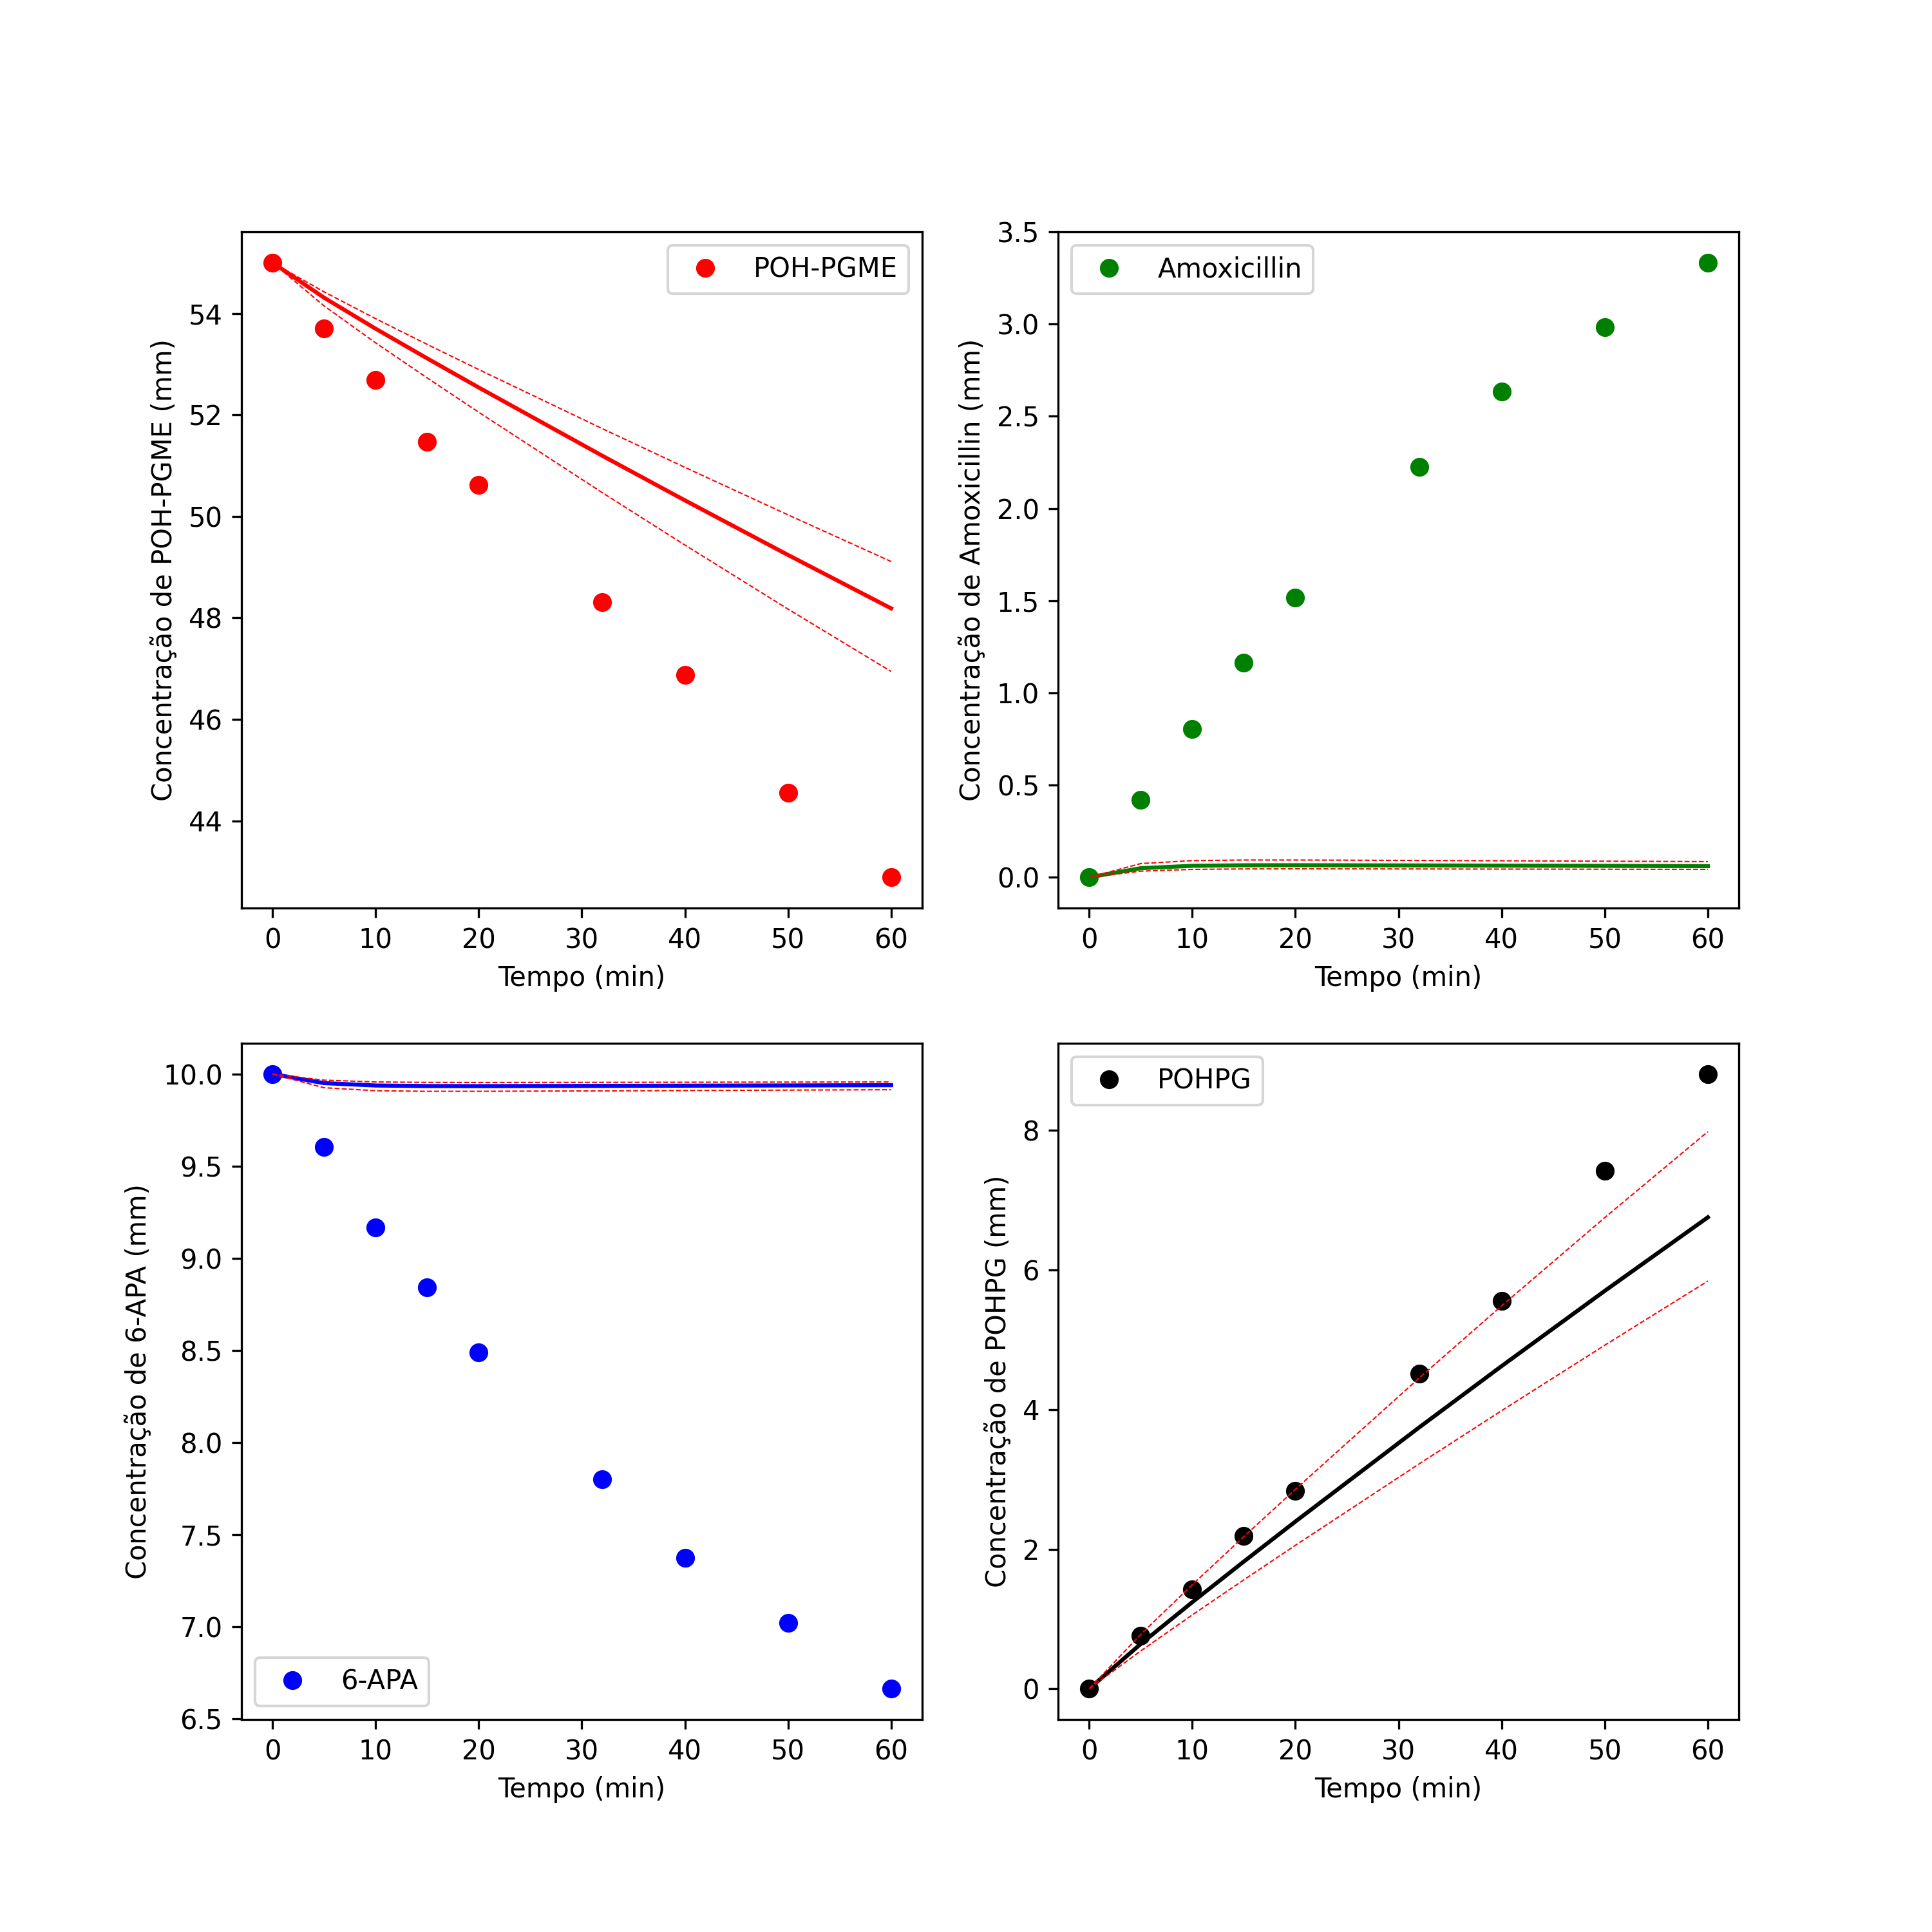 POH-PGME
Concentração de POH-PGME (mm)
54
52
50
48
46
44
0 10 20 30 40 50 60
Tempo (min)
Amoxicillin
Concentração de Amoxicillin (mm)
3.5
3.0
2.5
2.0
1.5
1.0
0.5
0.0
0 10 20 30 40 50 60
Tempo (min)
Concentração de 6-APA (mm)
10.0
9.5
9.0
8.5
8.0
7.5
7.0
6.5
6-APA
0 10 20 30 40 50 60
Tempo (min)
POHPG
Concentração de POHPG (mm)
8
6
4
2
0
0 10 20 30 40 50 60
Tempo (min)